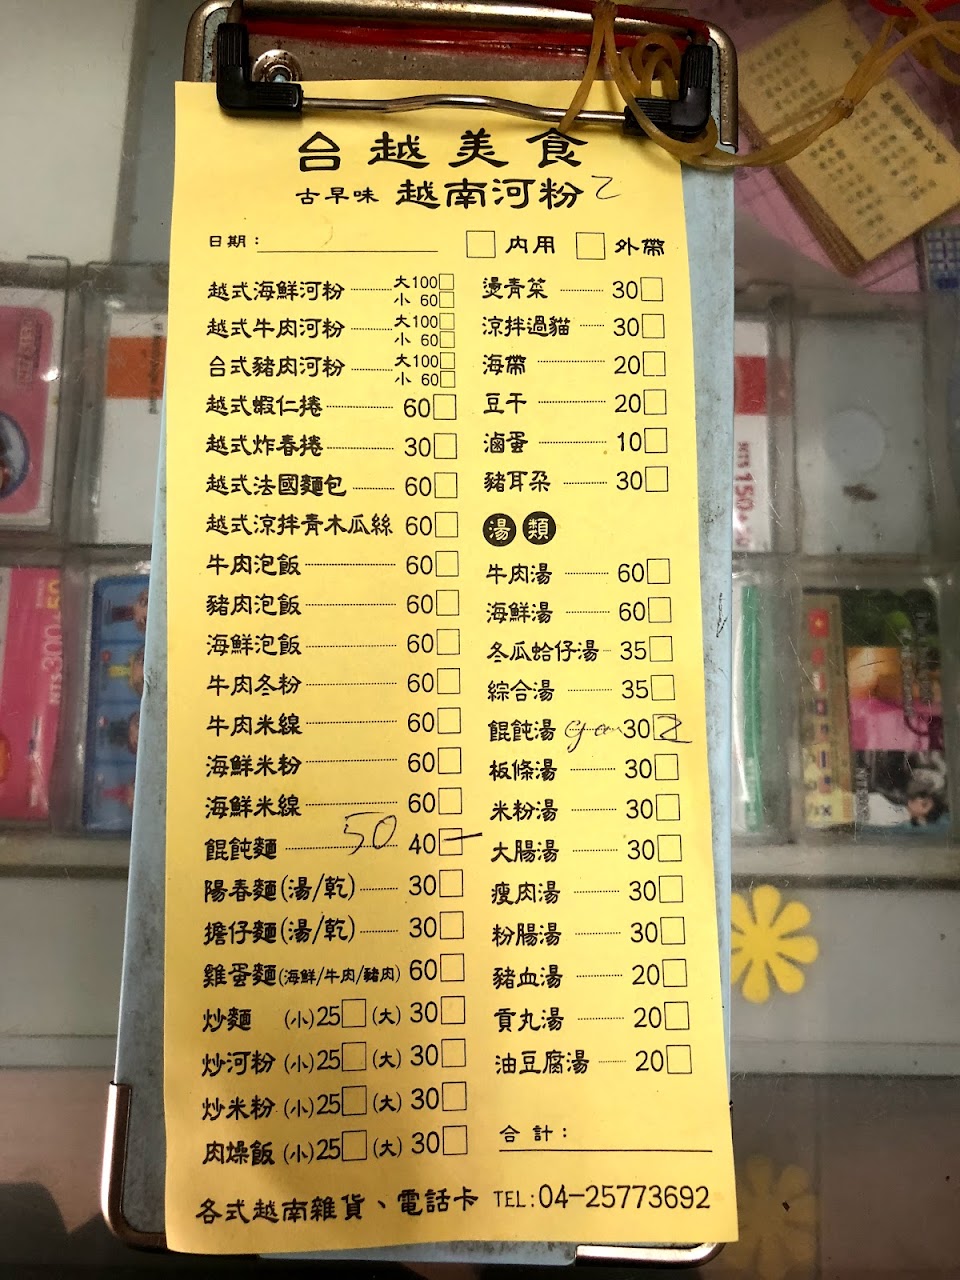 台越美食
古早味 越南河粉 2
日期： 內用 外帶
越式海鮮河粉 大100 小 60
越式牛肉河粉 大100 小 60
台式豬肉河粉 大100 小 60
越式蝦仁捲 60
越式炸春捲 30
越式法國麵包 60
越式涼拌青木瓜絲 60
牛肉泡飯 60
豬肉泡飯 60
海鮮泡飯 60
牛肉冬粉 60
牛肉米線 60
海鮮米粉 60
海鮮米線 60
餛飩麵 50 40
陽春麵(湯/乾) 30
擔仔麵(湯/乾) 30
雞蛋麵(海鮮/牛肉/豬肉) 60
炒麵 (小)25 (大) 30
炒河粉 (小)25 (大) 30
炒米粉 (小)25 (大) 30
肉燥飯 (小)25 (大) 30
燙青菜 30
涼拌過貓 30
海帶 20
豆干 20
滷蛋 10
豬耳朵 30
湯類
牛肉湯 60
海鮮湯 60
冬瓜蛤仔湯 35
綜合湯 35
餛飩湯 30 2
板條湯 30
米粉湯 30
大腸湯 30
瘦肉湯 30
粉腸湯 30
豬血湯 20
貢丸湯 20
油豆腐湯 20
合計：
各式越南雜貨、電話卡 TEL:04-25773692
NT$150
NT$300